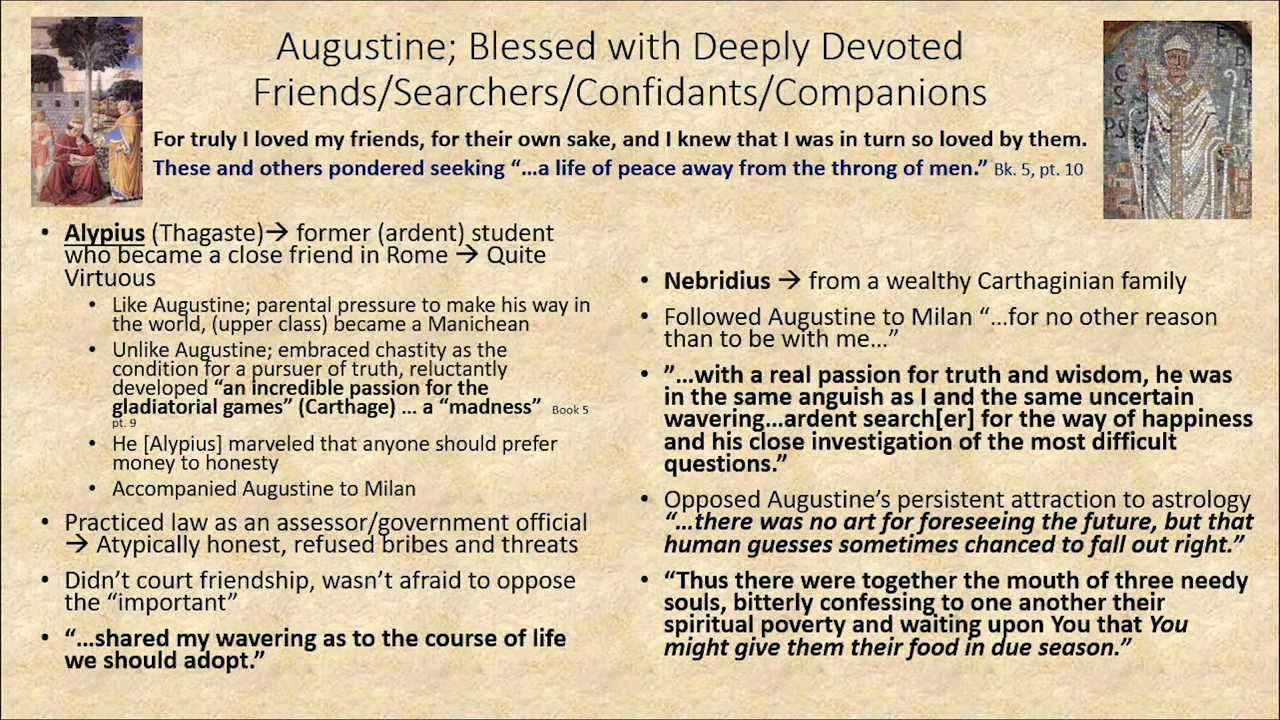 Augustine; Blessed with Deeply Devoted
Friends/Searchers/Confidants/Companions
For truly I loved my friends, for their own sake, and I knew that I was in turn so loved by them.
These and others pondered seeking “…a life of peace away from the throng of men.” Bk. 5, pt. 10
• Alypius (Thagaste)→ former (ardent) student
who became a close friend in Rome → Quite
Virtuous
• Like Augustine; parental pressure to make his way in
the world, (upper class) became a Manichean
• Unlike Augustine; embraced chastity as the
condition for a pursuer of truth, reluctantly
developed “an incredible passion for the
gladiatorial games” (Carthage) … a “madness” Book 5
pt. 9
• He [Alypius] marveled that anyone should prefer
money to honesty
• Accompanied Augustine to Milan
• Practiced law as an assessor/government official
→ Atypically honest, refused bribes and threats
• Didn’t court friendship, wasn’t afraid to oppose
the “important”
• “…shared my wavering as to the course of life
we should adopt.”
• Nebridius → from a wealthy Carthaginian family
• Followed Augustine to Milan “…for no other reason
than to be with me…”
• ”…with a real passion for truth and wisdom, he was
in the same anguish as I and the same uncertain
wavering…ardent search[er] for the way of happiness
and his close investigation of the most difficult
questions.”
• Opposed Augustine’s persistent attraction to astrology
“…there was no art for foreseeing the future, but that
human guesses sometimes chanced to fall out right.”
• “Thus there were together the mouth of three needy
souls, bitterly confessing to one another their
spiritual poverty and waiting upon You that You
might give them their food in due season.”